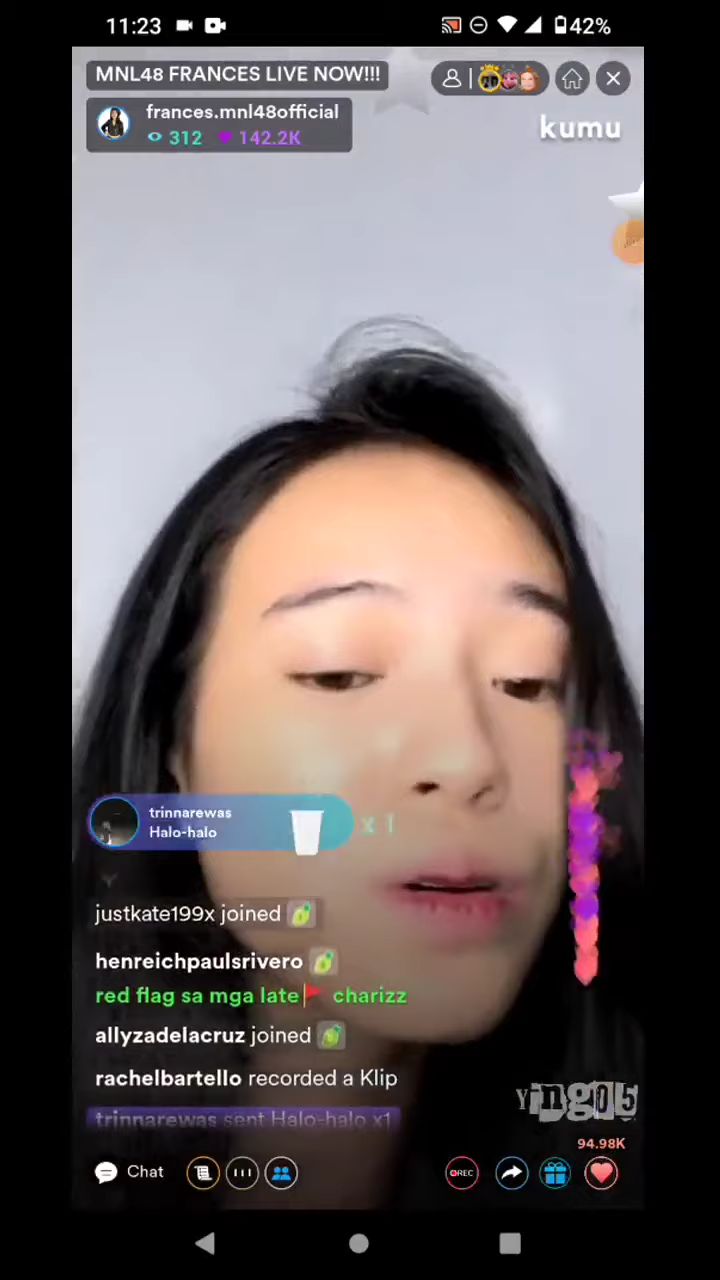 11:23
42%
MNL48 FRANCES LIVE NOW!!!
frances.mnl48official
312 142.2K
kumu
trinnarewas
Halo-halo
x 1
justkate199x joined
henreichpaulsrivero
red flag sa mga late charizz
allyzadelacruz joined
rachelbartello recorded a Klip
trinnarewas sent Halo-halo x1
Ying05
94.98K
Chat
REC